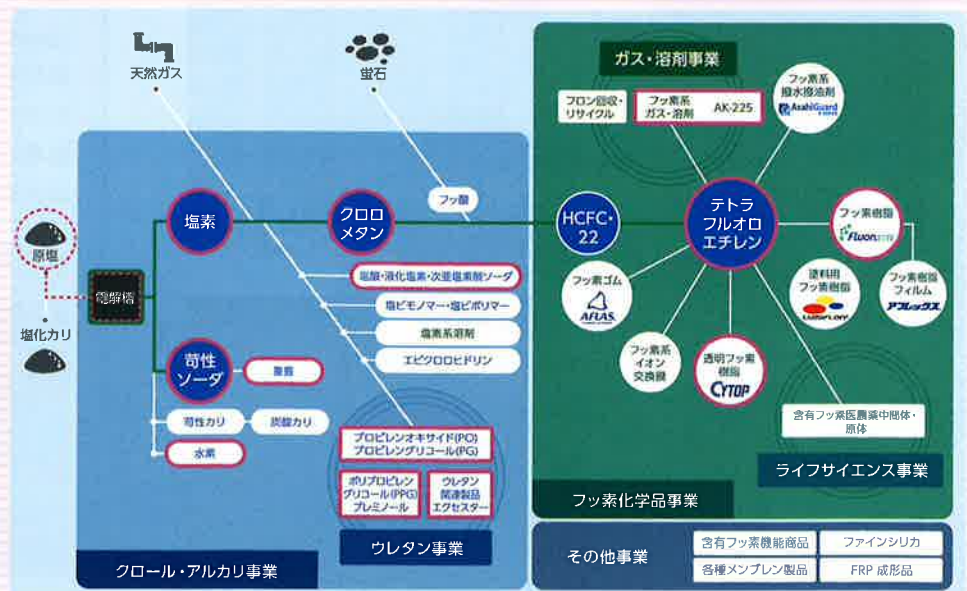 天然ガス
蛍石
原塩
塩化カリ
電解槽
塩素
クロロ
メタン
フッ酸
塩酸・液化塩素・次亜塩素酸ソーダ
塩ビモノマー・塩ビポリマー
塩素系溶剤
エピクロロヒドリン
苛性
ソーダ
重曹
苛性カリ
炭酸カリ
水素
プロピレンオキサイド(PO)
プロピレングリコール(PG)
ポリプロピレン
グリコール(PPG)
プレミノール
ウレタン
関連製品
エクセスター
ウレタン事業
クロール・アルカリ事業
ガス・溶剤事業
フロン回収・
リサイクル
フッ素系
ガス・溶剤
AK-225
フッ素系
撥水撥油剤
AsahiGuard
HCFC・
22
テトラ
フルオロ
エチレン
フッ素樹脂
Fluon
フッ素樹脂
フィルム
アフレックス
塗料用
フッ素樹脂
LUMIFLON
フッ素ゴム
AFLAS
フッ素系
イオン
交換膜
透明フッ素
樹脂
CYTOP
含有フッ素医農薬中間体・
原体
ライフサイエンス事業
フッ素化学品事業
その他事業
含有フッ素機能商品
ファインシリカ
各種メンブレン製品
FRP 成形品